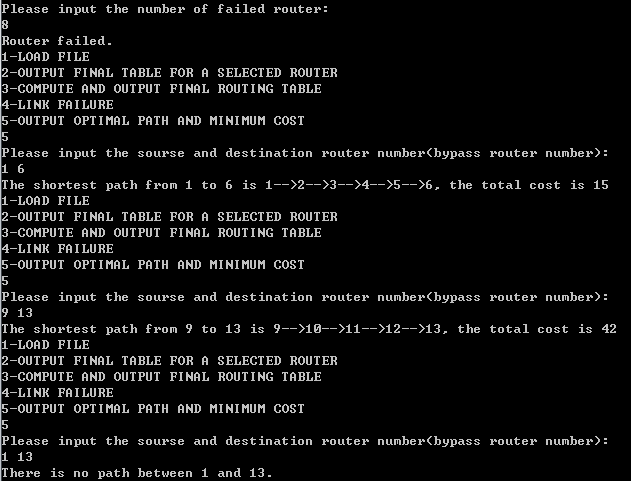 Please input the number of failed router:
8
Router failed.
1-LOAD FILE
2-OUTPUT FINAL TABLE FOR A SELECTED ROUTER
3-COMPUTE AND OUTPUT FINAL ROUTING TABLE
4-LINK FAILURE
5-OUTPUT OPTIMAL PATH AND MINIMUM COST
5
Please input the sourse and destination router number(bypass router number):
1 6
The shortest path from 1 to 6 is 1-->2-->3-->4-->5-->6, the total cost is 15
1-LOAD FILE
2-OUTPUT FINAL TABLE FOR A SELECTED ROUTER
3-COMPUTE AND OUTPUT FINAL ROUTING TABLE
4-LINK FAILURE
5-OUTPUT OPTIMAL PATH AND MINIMUM COST
5
Please input the sourse and destination router number(bypass router number):
9 13
The shortest path from 9 to 13 is 9-->10-->11-->12-->13, the total cost is 42
1-LOAD FILE
2-OUTPUT FINAL TABLE FOR A SELECTED ROUTER
3-COMPUTE AND OUTPUT FINAL ROUTING TABLE
4-LINK FAILURE
5-OUTPUT OPTIMAL PATH AND MINIMUM COST
5
Please input the sourse and destination router number(bypass router number):
1 13
There is no path between 1 and 13.